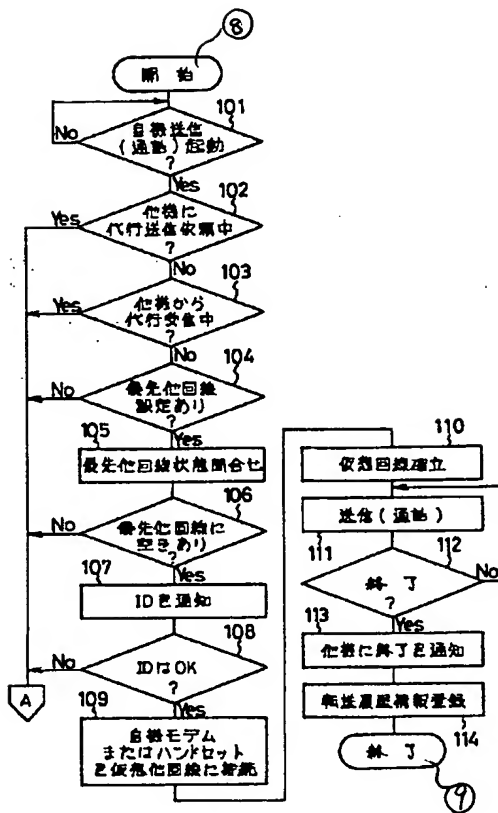 ⑧
開始
101
No
自機送信
(通話)起動
?
Yes
102
Yes
他機に
代行送信依頼中
?
No
103
Yes
他機から
代行受信中
?
No
104
No
優先他回線
設定あり
?
Yes
105
優先他回線状態問合せ
106
No
優先他回線に
空きあり
?
Yes
107
IDを通知
108
No
IDはOK
?
A
Yes
109
自機モデム
またはハンドセット
を仮想他回線に接続
110
仮想回線確立
送信(通話)
111
112
No
終了
?
113
Yes
他機に終了を通知
転送履歴情報登録
114
終了
⑨